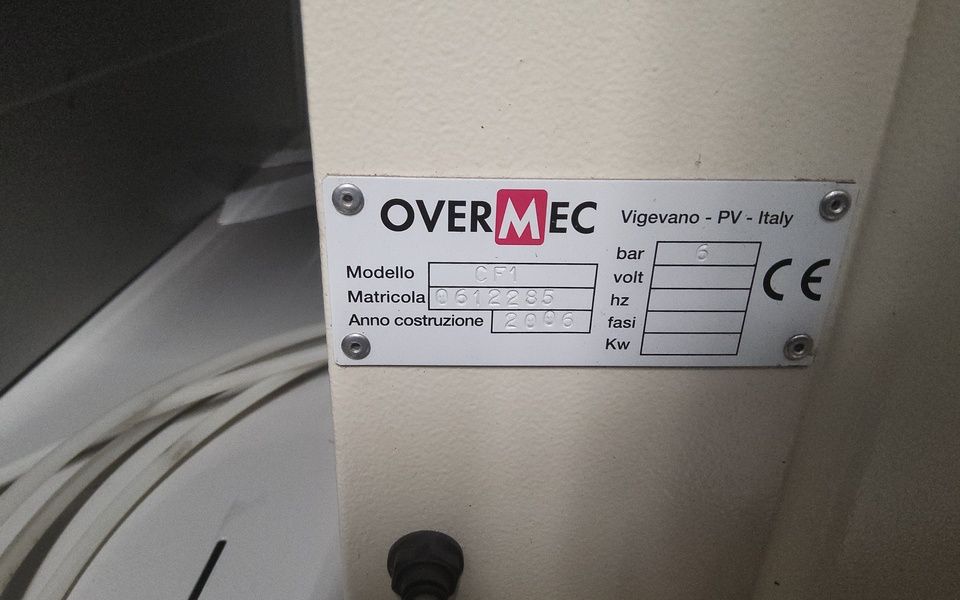 OVERMEC
Vigevano - PV - Italy
Modello CF1
Matricola 0612285
Anno costruzione 2006
bar 6
volt
hz
fasi
Kw
CE